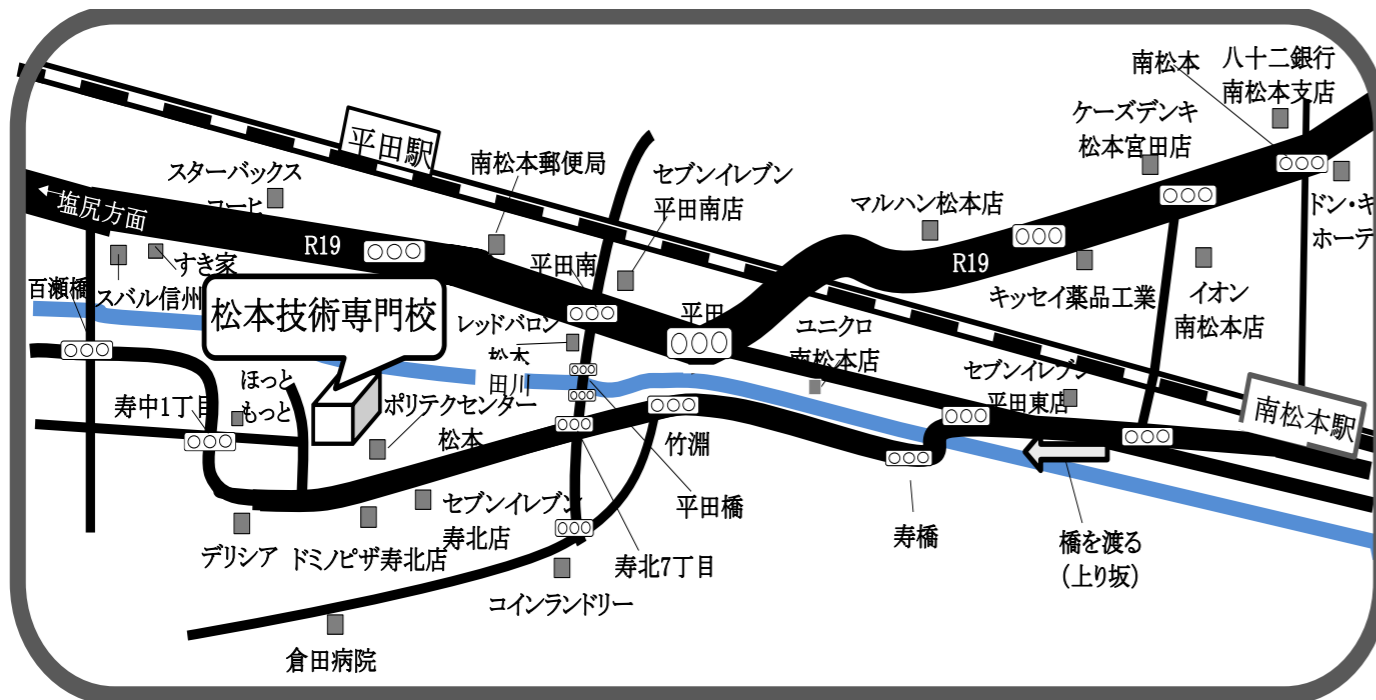 南松本
八十二銀行
南松本支店
ケーズデンキ
松本宮田店
平田駅
スターバックス
コーヒ
南松本郵便局
セブンイレブン
平田南店
マルハン松本店
ドン・キ
ホーテ
←塩尻方面
R19
R19
すき家
スバル信州
百瀬橋
平田南
平田
キッセイ薬品工業
イオン
南松本店
松本技術専門校
レッドバロン
松本
ユニクロ
南松本店
田川
セブンイレブン
平田東店
ほっと
もっと
寿中1丁目
ポリテクセンター
松本
竹淵
南松本駅
セブンイレブン
寿北店
平田橋
寿橋
橋を渡る
(上り坂)
デリシア
ドミノピザ寿北店
寿北7丁目
コインランドリー
倉田病院